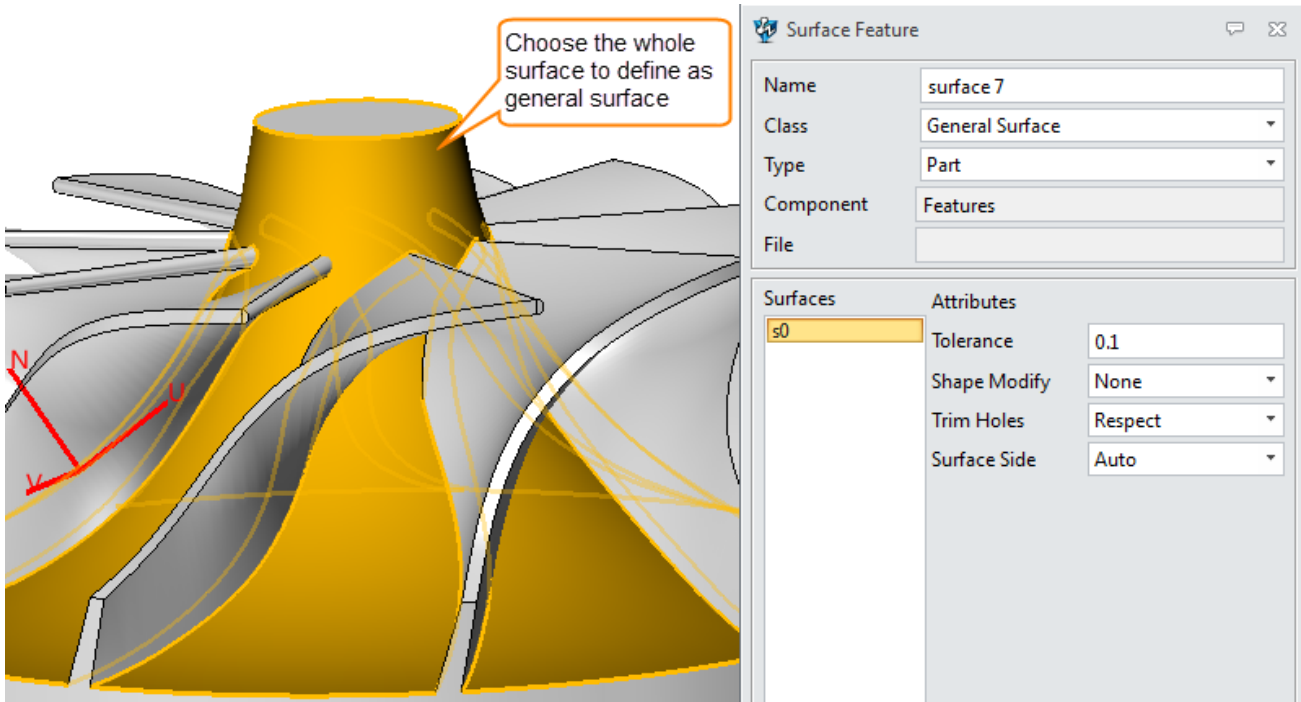 Choose the whole
surface to define as
general surface
N
U
V
Surface Feature
Name surface 7
Class General Surface
Type Part
Component Features
File
Surfaces Attributes
s0
Tolerance 0.1
Shape Modify None
Trim Holes Respect
Surface Side Auto